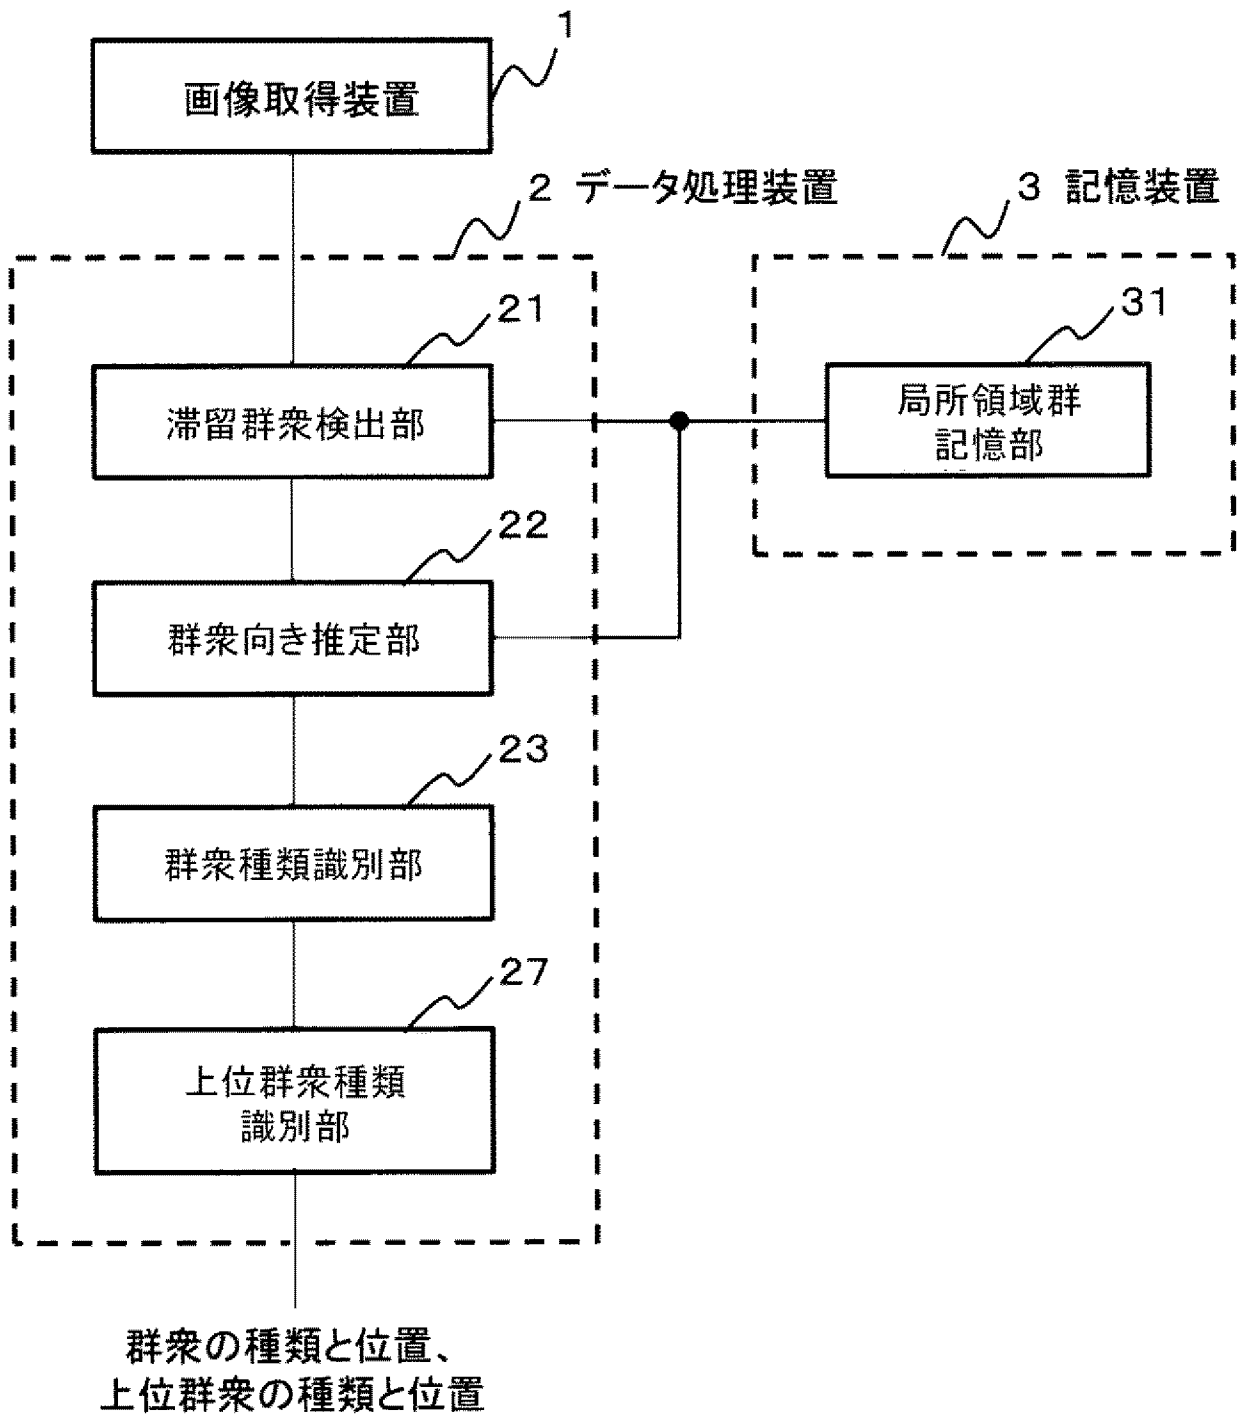 1
画像取得装置
2 データ処理装置
3 記憶装置
21
滞留群衆検出部
31
局所領域群
記憶部
22
群衆向き推定部
23
群衆種類識別部
27
上位群衆種類
識別部
群衆の種類と位置、
上位群衆の種類と位置